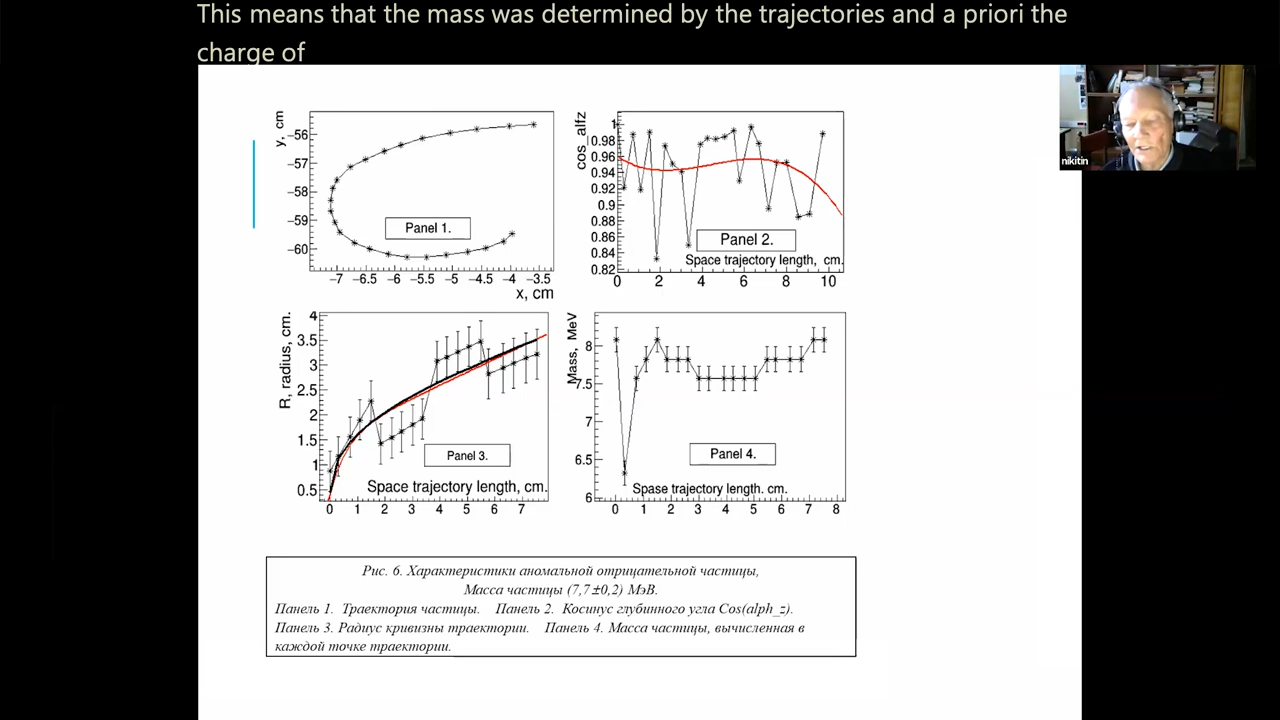 This means that the mass was determined by the trajectories and a priori the
charge of
nikitin
y, cm
−56
−57
−58
−59
−60
Panel 1.
−7 −6.5 −6 −5.5 −5 −4.5 −4 −3.5
x, cm
cos_alfz
1
0.98
0.96
0.94
0.92
0.9
0.88
0.86
0.84
0.82
Panel 2.
Space trajectory length, cm.
0 2 4 6 8 10
R, radius, cm.
4
3.5
3
2.5
2
1.5
1
0.5
Panel 3.
Space trajectory length, cm.
0 1 2 3 4 5 6 7
Mass, MeV
8
7.5
7
6.5
6
Panel 4.
Spase trajectory length. cm.
0 1 2 3 4 5 6 7 8
Рис. 6. Характеристики аномальной отрицательной частицы,
Масса частицы (7,7±0,2) МэВ.
Панель 1. Траектория частицы. Панель 2. Косинус глубинного угла Cos(alph_z).
Панель 3. Радиус кривизны траектории. Панель 4. Масса частицы, вычисленная в
каждой точке траектории.